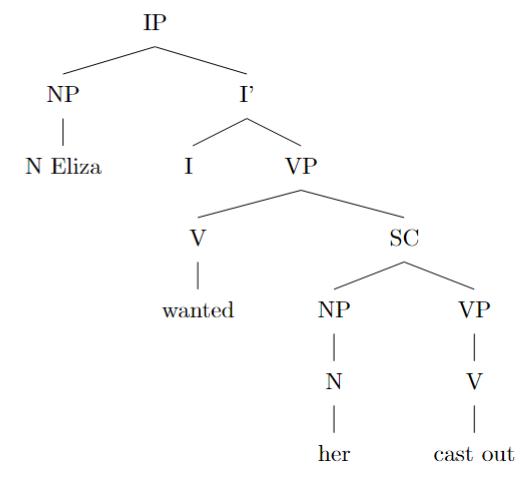 IP
NP I'
N Eliza I VP
V SC
wanted NP VP
N V
her cast out